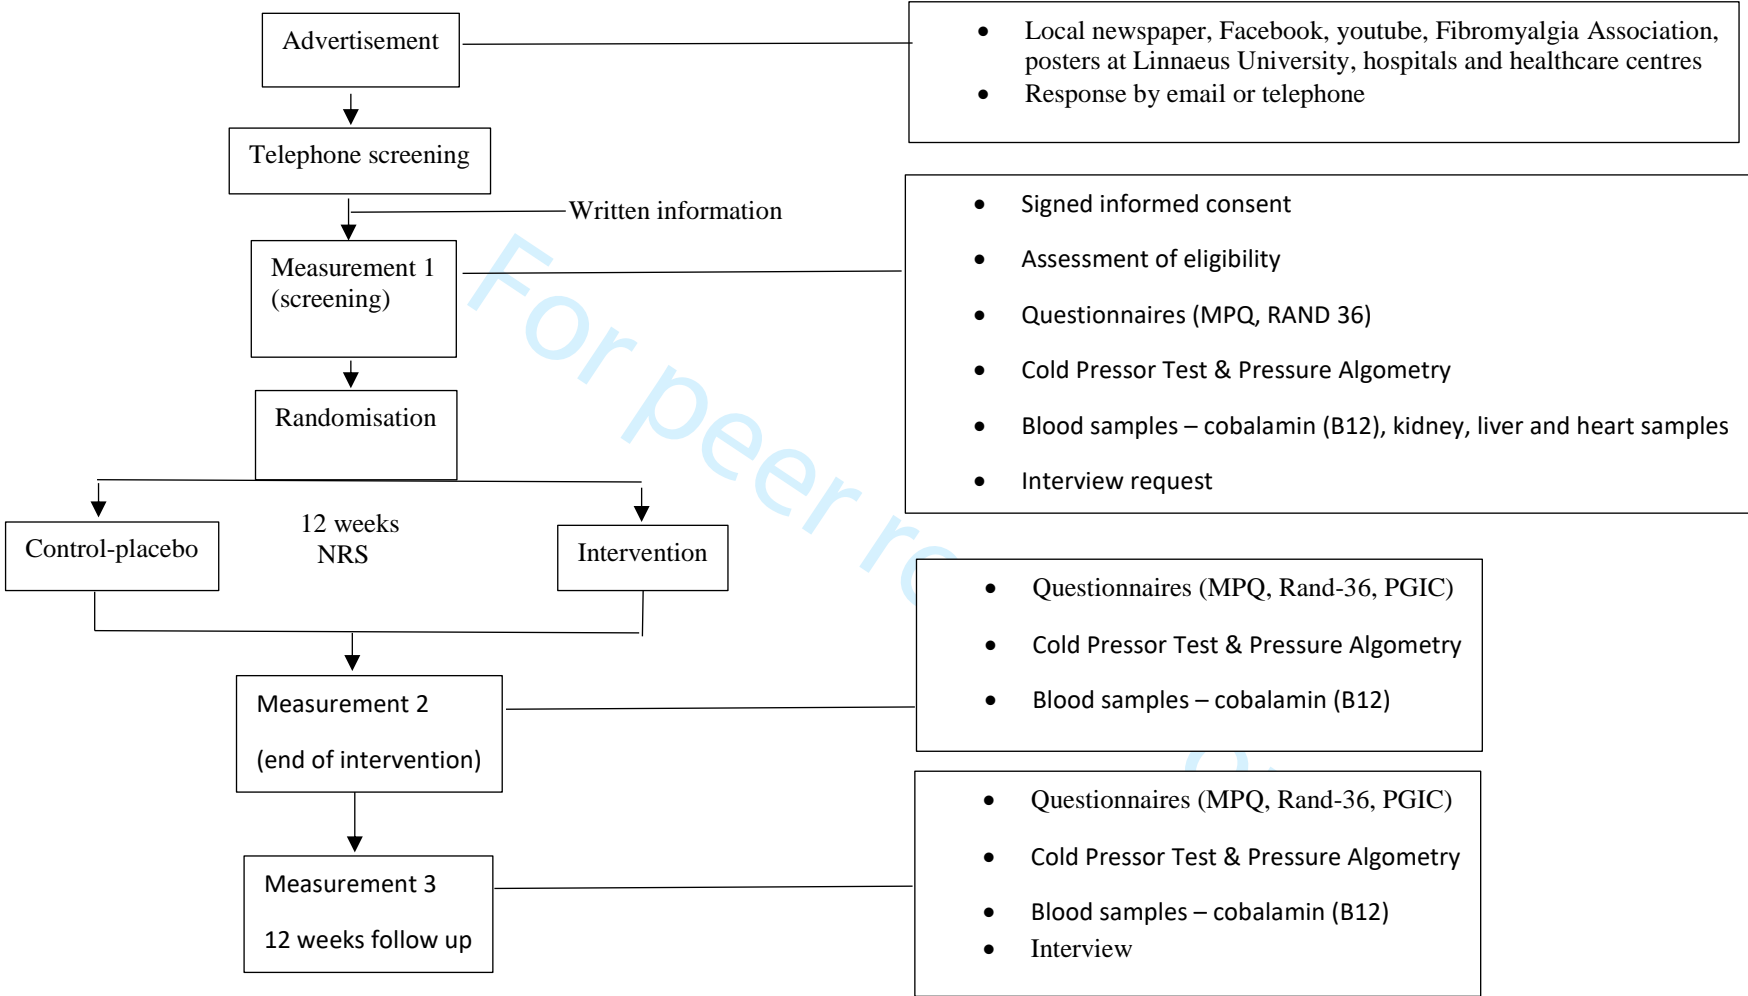 Advertisement
• Local newspaper, Facebook, youtube, Fibromyalgia Association,
posters at Linnaeus University, hospitals and healthcare centres
• Response by email or telephone
Telephone screening
Written information
Measurement 1
(screening)
• Signed informed consent
• Assessment of eligibility
• Questionnaires (MPQ, RAND 36)
• Cold Pressor Test & Pressure Algometry
• Blood samples – cobalamin (B12), kidney, liver and heart samples
• Interview request
Randomisation
Control-placebo
12 weeks
NRS
Intervention
Measurement 2
(end of intervention)
• Questionnaires (MPQ, Rand-36, PGIC)
• Cold Pressor Test & Pressure Algometry
• Blood samples – cobalamin (B12)
Measurement 3
12 weeks follow up
• Questionnaires (MPQ, Rand-36, PGIC)
• Cold Pressor Test & Pressure Algometry
• Blood samples – cobalamin (B12)
• Interview
For peer